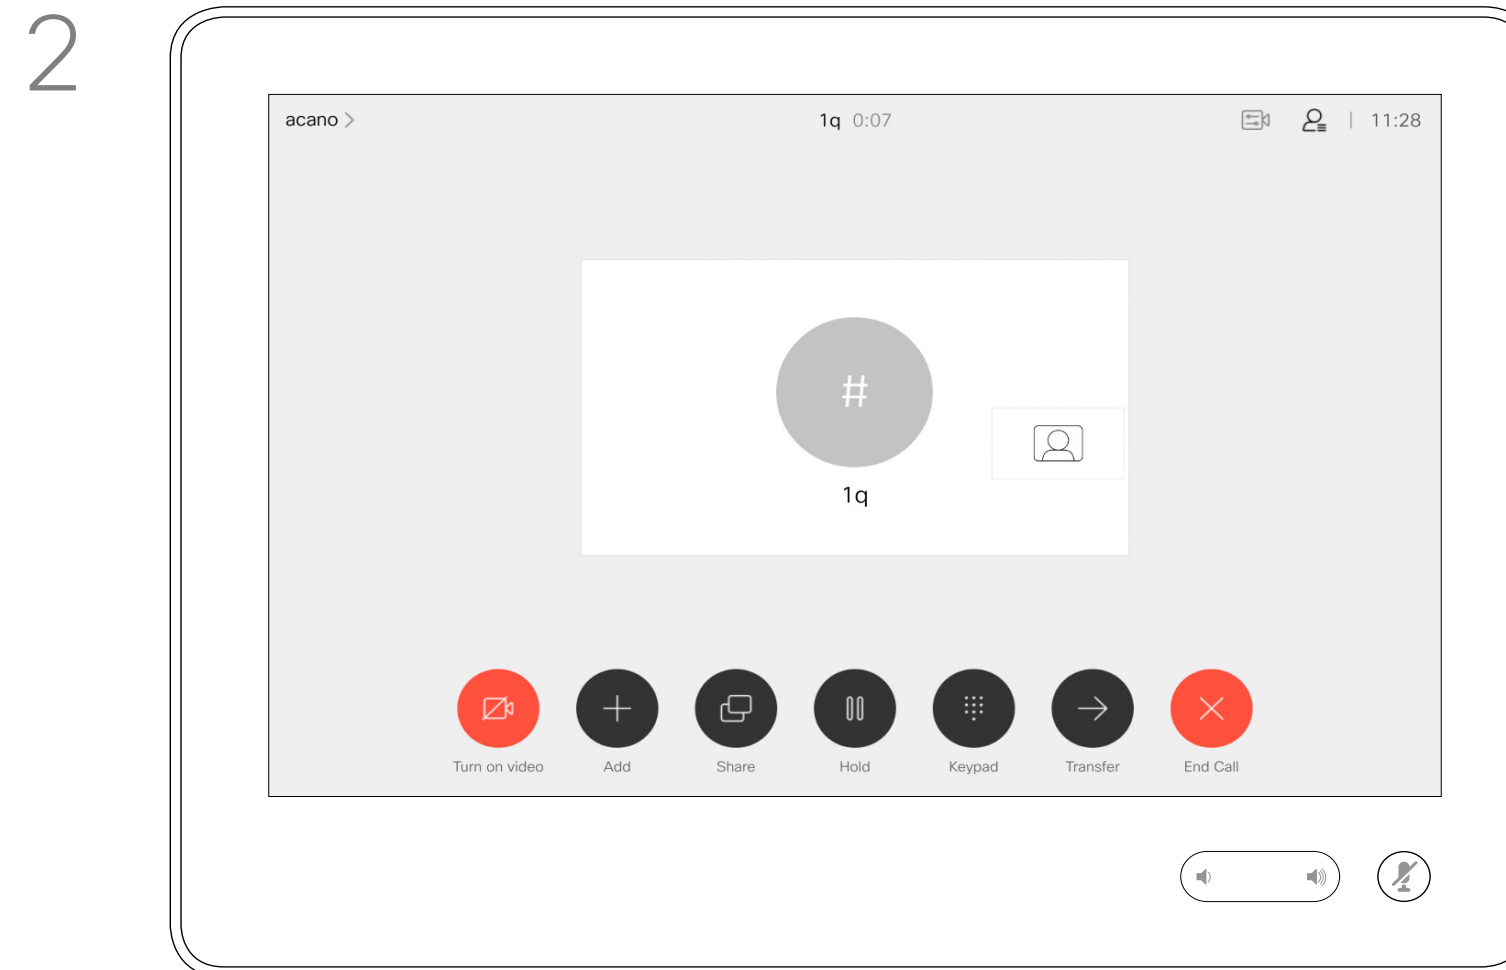 2
acano
1q 0:07
11:28
#
1q
Turn on video
Add
Share
Hold
Keypad
Transfer
End Call